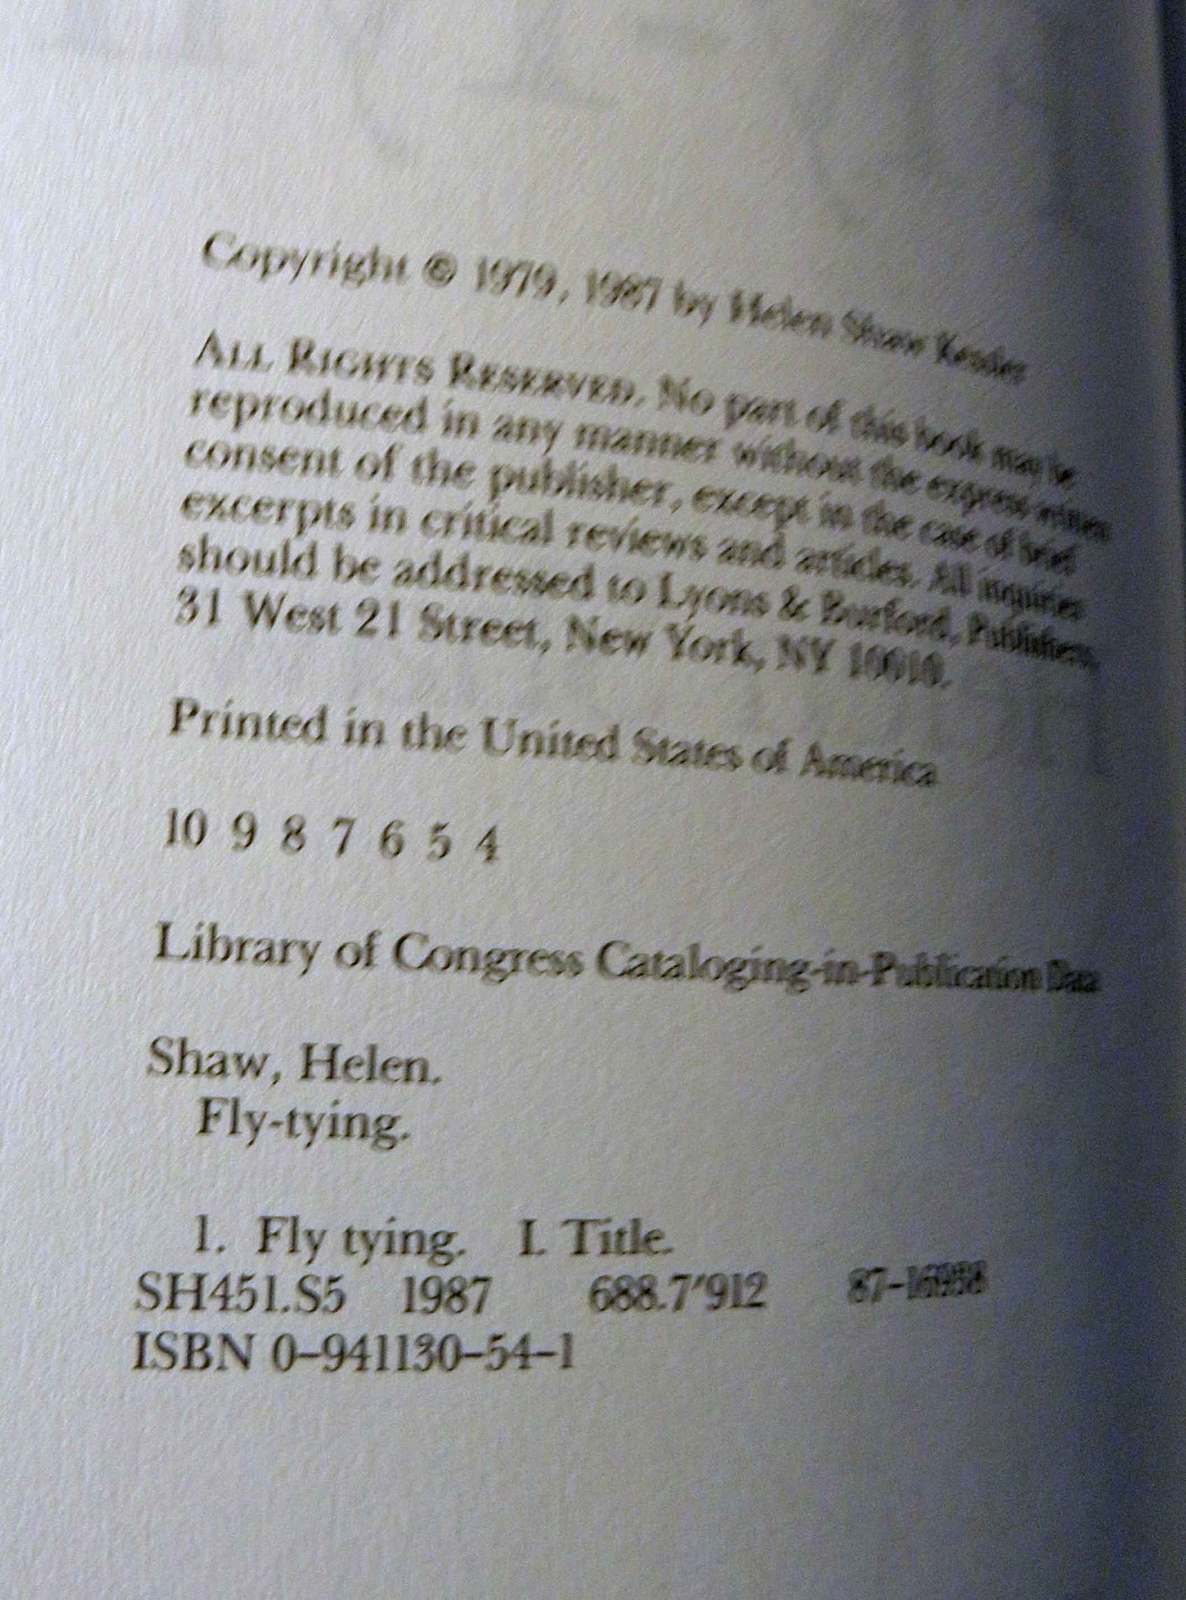 Copyright © 1979, 1987 by Helen Shaw Kessler
ALL RIGHTS RESERVED. No part of this book may be
reproduced in any manner without the express written
consent of the publisher, except in the case of brief
excerpts in critical reviews and articles. All inquiries
should be addressed to Lyons & Burford, Publishers,
31 West 21 Street, New York, NY 10010.
Printed in the United States of America
10 9 8 7 6 5 4
Library of Congress Cataloging-in-Publication Data
Shaw, Helen.
Fly-tying.
1. Fly tying. I. Title.
SH451.S5 1987 688.7'912
ISBN 0-941130-54-1